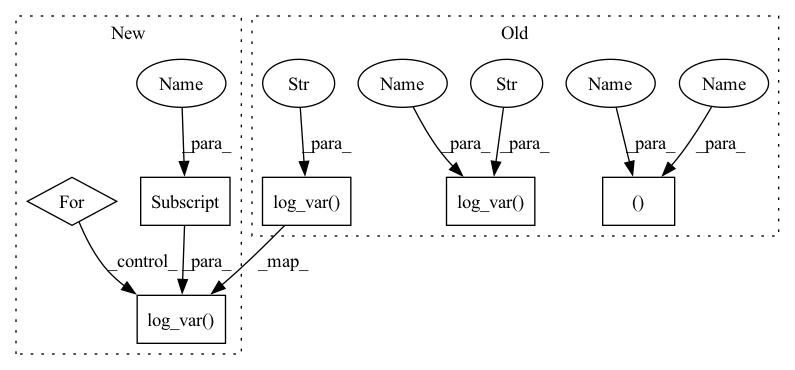 New
Old
Name
Str
Name
Str
Name
Name
_para_
_para_
_para_
_para_
_para_
_para_
For
Subscript
log_var()
log_var()
()
_control_
_para_
_map_
log_var()